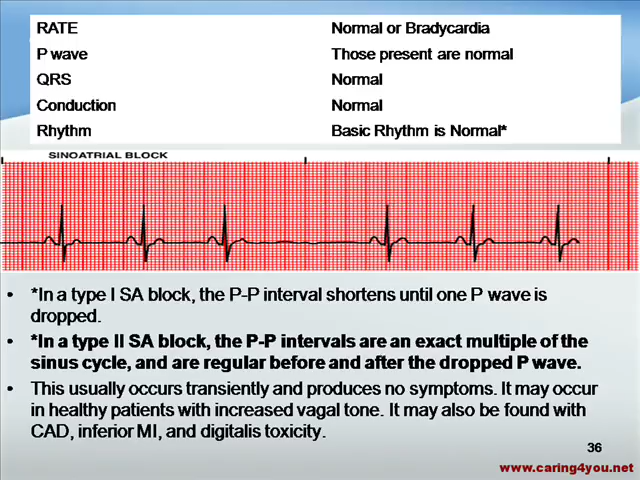 RATE Normal or Bradycardia
P wave Those present are normal
QRS Normal
Conduction Normal
Rhythm Basic Rhythm is Normal*
SINOATRIAL BLOCK
• *In a type I SA block, the P-P interval shortens until one P wave is
dropped.
• *In a type II SA block, the P-P intervals are an exact multiple of the
sinus cycle, and are regular before and after the dropped P wave.
• This usually occurs transiently and produces no symptoms. It may occur
in healthy patients with increased vagal tone. It may also be found with
CAD, inferior MI, and digitalis toxicity.
36
www.caring4you.net